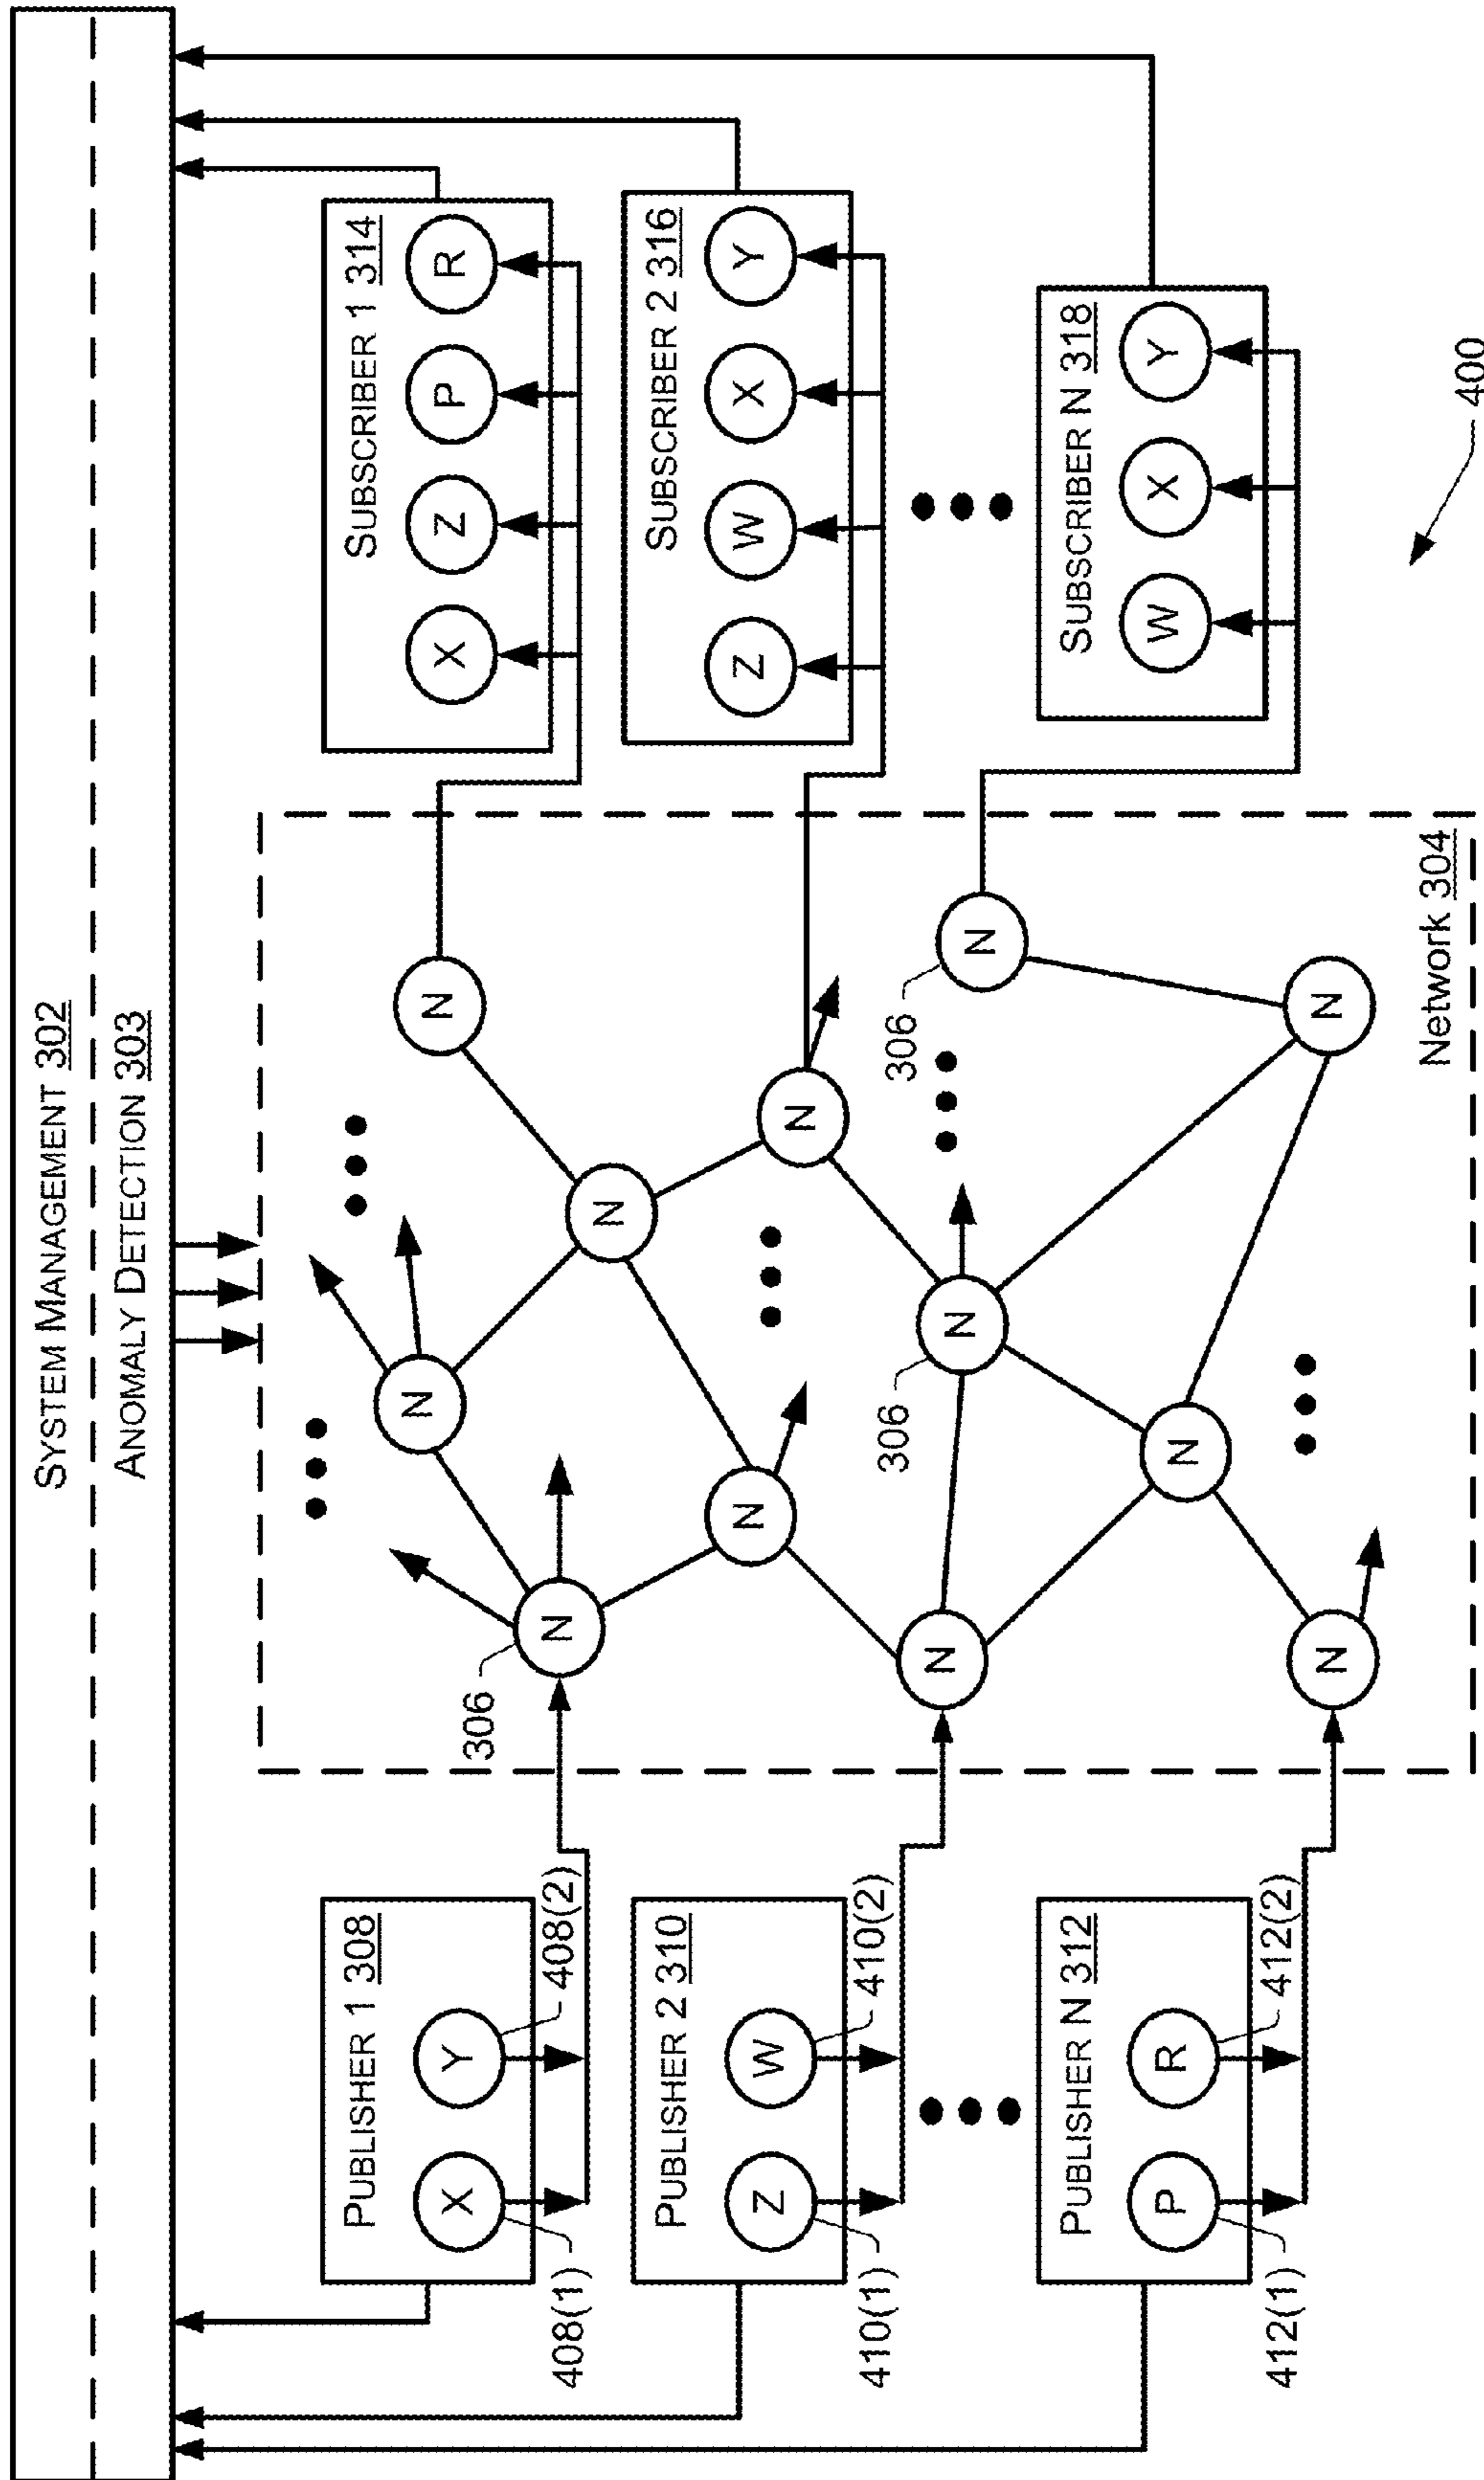 SYSTEM MANAGEMENT 302
ANOMALY DETECTION 303
PUBLISHER 1 308
X
Y
408(1)
408(2)
PUBLISHER 2 310
Z
W
410(1)
410(2)
PUBLISHER N 312
P
R
412(1)
412(2)
306
N
N
N
N
N
N
N
306
N
N
N
N
306
N
Network 304
SUBSCRIBER 1 314
X
Z
P
R
SUBSCRIBER 2 316
Z
W
X
Y
SUBSCRIBER N 318
W
X
Y
400